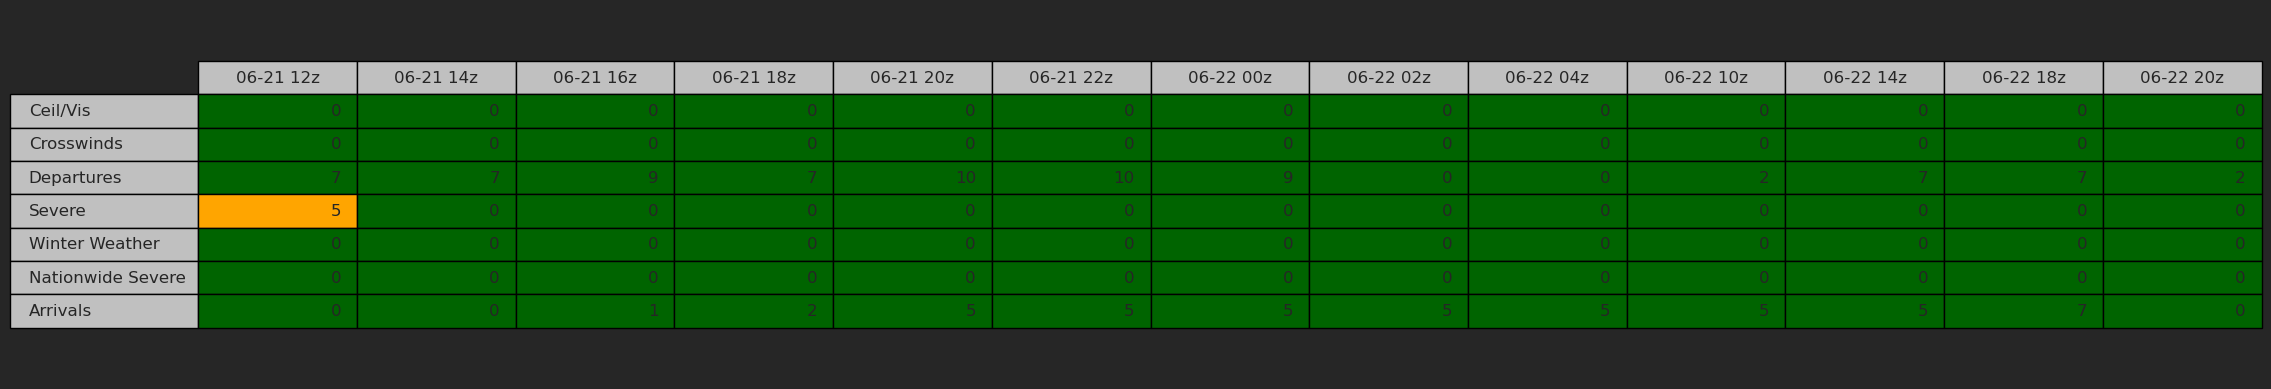 06-21 12z 06-21 14z 06-21 16z 06-21 18z 06-21 20z 06-21 22z 06-22 00z 06-22 02z 06-22 04z 06-22 10z 06-22 14z 06-22 18z 06-22 20z
Ceil/Vis 0 0 0 0 0 0 0 0 0 0 0 0 0
Crosswinds 0 0 0 0 0 0 0 0 0 0 0 0 0
Departures 7 7 9 7 10 10 9 0 0 2 7 7 2
Severe 5 0 0 0 0 0 0 0 0 0 0 0 0
Winter Weather 0 0 0 0 0 0 0 0 0 0 0 0 0
Nationwide Severe 0 0 0 0 0 0 0 0 0 0 0 0 0
Arrivals 0 0 1 2 5 5 5 5 5 5 5 7 0